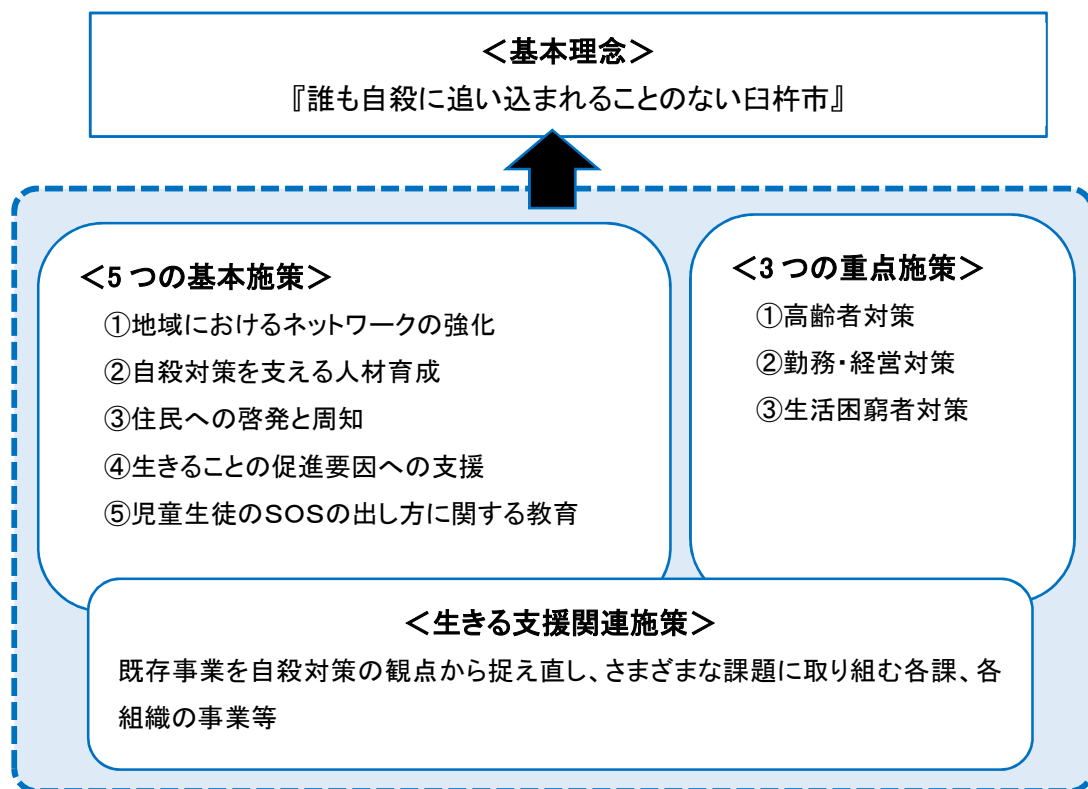 ＜基本理念＞
『誰も自殺に追い込まれることのない臼杵市』
＜5つの基本施策＞
①地域におけるネットワークの強化
②自殺対策を支える人材育成
③住民への啓発と周知
④生きることの促進要因への支援
⑤児童生徒のSOSの出し方に関する教育
＜3つの重点施策＞
①高齢者対策
②勤務・経営対策
③生活困窮者対策
＜生きる支援関連施策＞
既存事業を自殺対策の観点から捉え直し、さまざまな課題に取り組む各課、各
組織の事業等